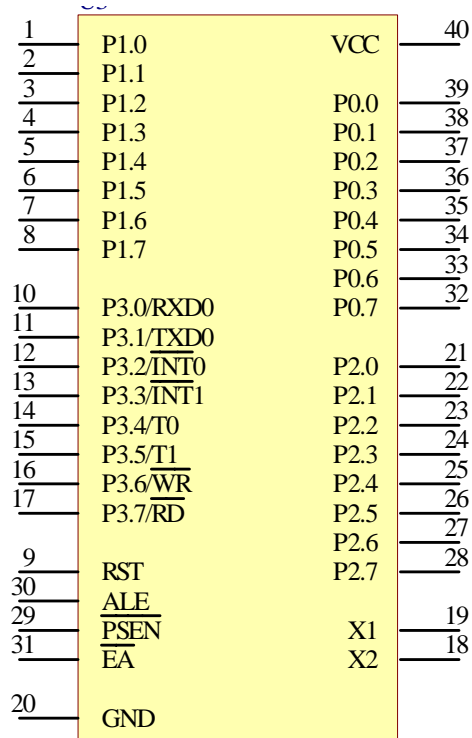 1 P1.0 VCC 40
2 P1.1
3 P1.2 P0.0 39
4 P1.3 P0.1 38
5 P1.4 P0.2 37
6 P1.5 P0.3 36
7 P1.6 P0.4 35
8 P1.7 P0.5 34
P0.6 33
10 P3.0/RXD0 P0.7 32
11 P3.1/TXD0
12 P3.2/INT0 P2.0 21
13 P3.3/INT1 P2.1 22
14 P3.4/T0 P2.2 23
15 P3.5/T1 P2.3 24
16 P3.6/WR P2.4 25
17 P3.7/RD P2.5 26
P2.6 27
9 RST P2.7 28
30 ALE
29 PSEN X1 19
31 EA X2 18
20 GND